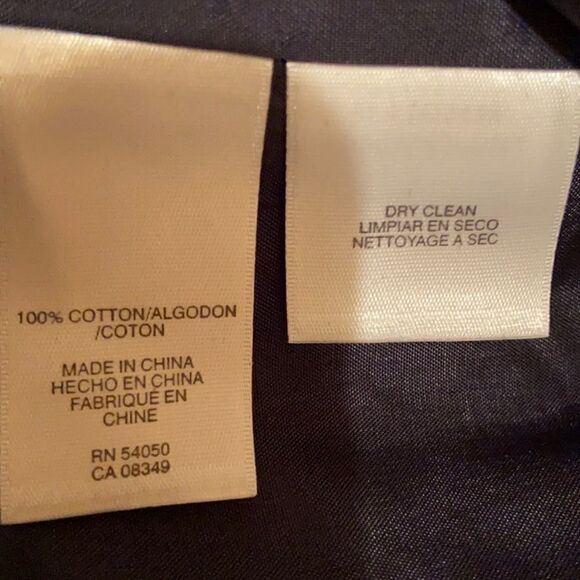 100% COTTON/ALGODON
/COTON
MADE IN CHINA
HECHO EN CHINA
FABRIQUÉ EN
CHINE
RN 54050
CA 08349
DRY CLEAN
LIMPIAR EN SECO
NETTOYAGE A SEC